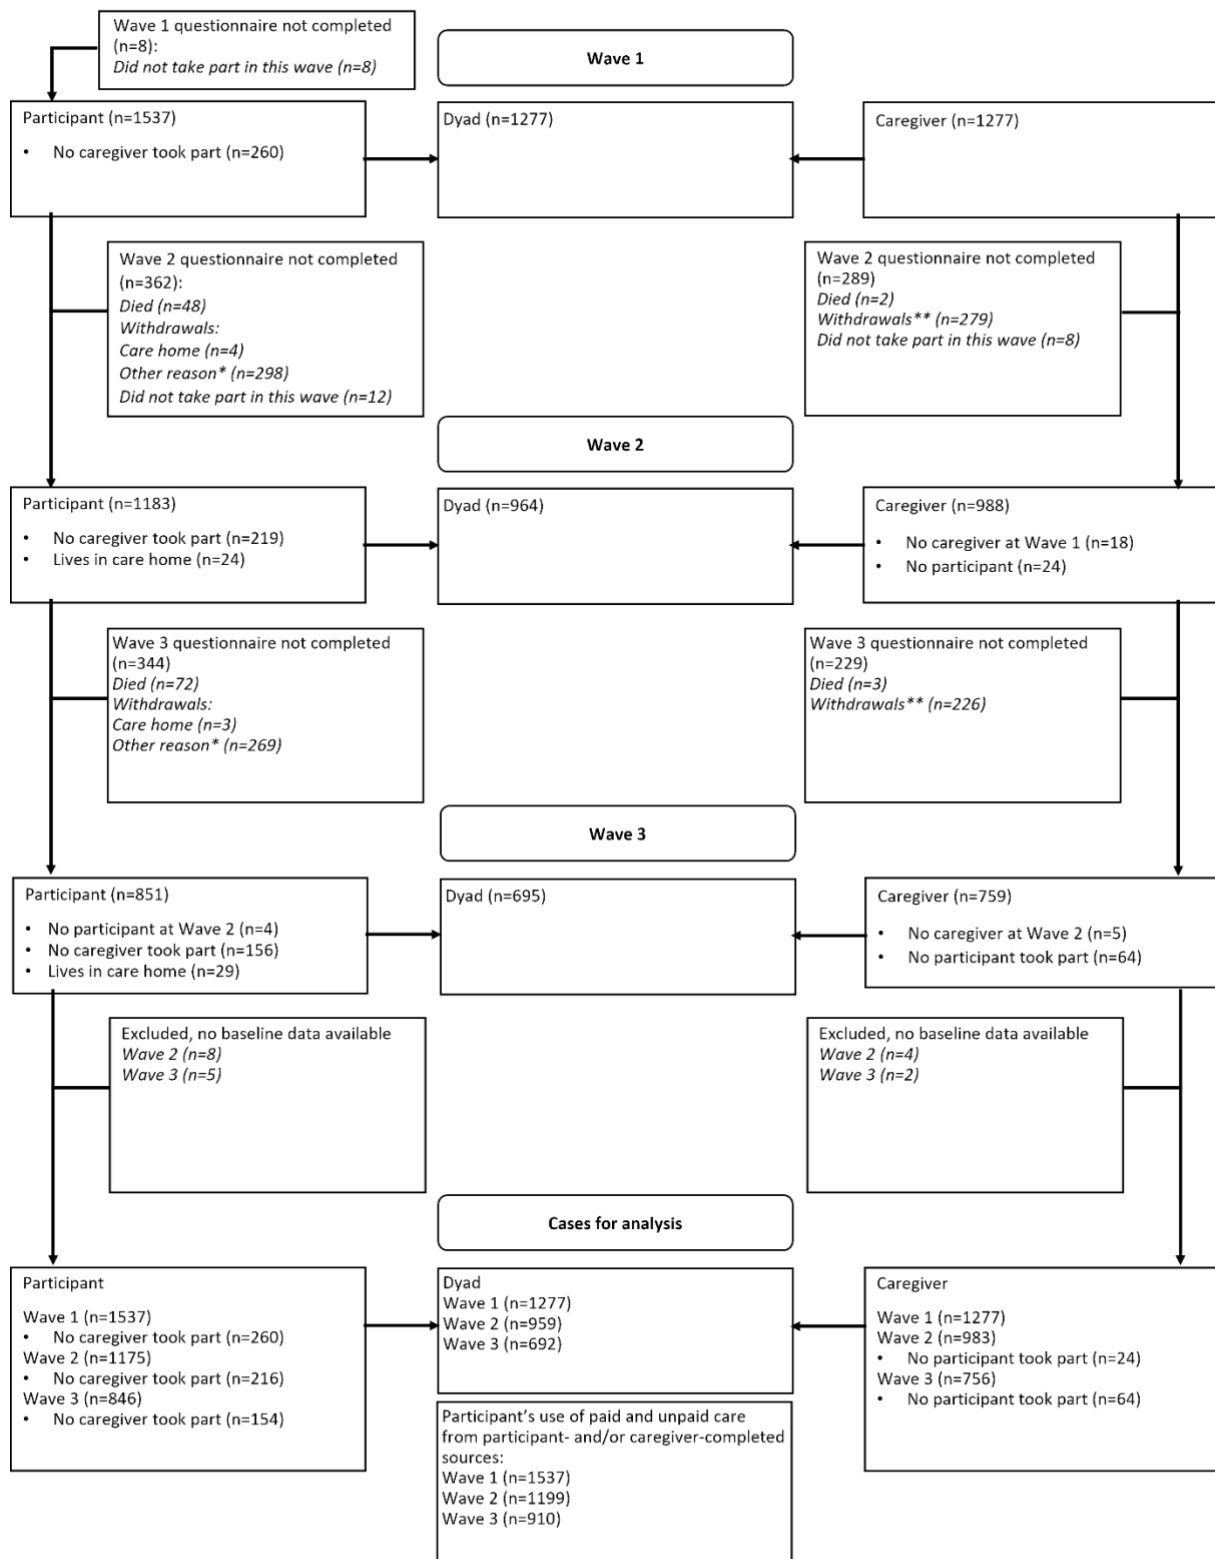 Wave 1 questionnaire not completed
(n=8):
Did not take part in this wave (n=8)
Wave 1
Participant (n=1537)
• No caregiver took part (n=260)
Dyad (n=1277)
Caregiver (n=1277)
Wave 2 questionnaire not completed
(n=362):
Died (n=48)
Withdrawals:
Care home (n=4)
Other reason* (n=298)
Did not take part in this wave (n=12)
Wave 2 questionnaire not completed
(n=289)
Died (n=2)
Withdrawals** (n=279)
Did not take part in this wave (n=8)
Wave 2
Participant (n=1183)
• No caregiver took part (n=219)
• Lives in care home (n=24)
Dyad (n=964)
Caregiver (n=988)
• No caregiver at Wave 1 (n=18)
• No participant (n=24)
Wave 3 questionnaire not completed
(n=344)
Died (n=72)
Withdrawals:
Care home (n=3)
Other reason* (n=269)
Wave 3 questionnaire not completed
(n=229)
Died (n=3)
Withdrawals** (n=226)
Wave 3
Participant (n=851)
• No participant at Wave 2 (n=4)
• No caregiver took part (n=156)
• Lives in care home (n=29)
Dyad (n=695)
Caregiver (n=759)
• No caregiver at Wave 2 (n=5)
• No participant took part (n=64)
Excluded, no baseline data available
Wave 2 (n=8)
Wave 3 (n=5)
Excluded, no baseline data available
Wave 2 (n=4)
Wave 3 (n=2)
Cases for analysis
Participant
Wave 1 (n=1537)
• No caregiver took part (n=260)
Wave 2 (n=1175)
• No caregiver took part (n=216)
Wave 3 (n=846)
• No caregiver took part (n=154)
Dyad
Wave 1 (n=1277)
Wave 2 (n=959)
Wave 3 (n=692)
Caregiver
Wave 1 (n=1277)
Wave 2 (n=983)
• No participant took part (n=24)
Wave 3 (n=756)
• No participant took part (n=64)
Participant's use of paid and unpaid care
from participant- and/or caregiver-completed
sources:
Wave 1 (n=1537)
Wave 2 (n=1199)
Wave 3 (n=910)